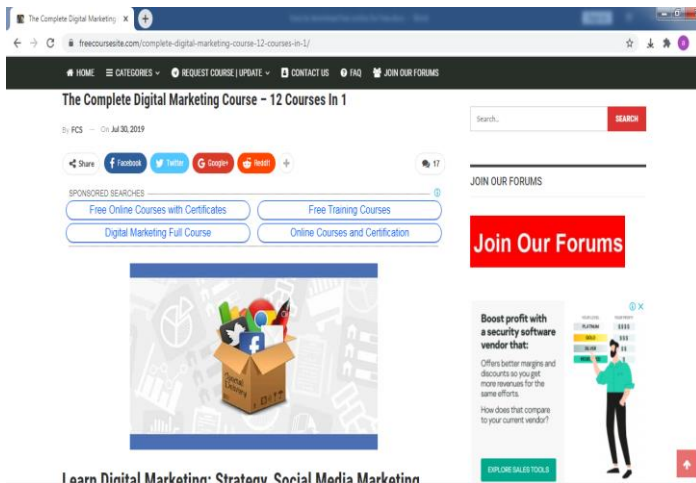 The Complete Digital Marketing
freecoursesite.com/complete-digital-marketing-course-12-courses-in-1/
HOME CATEGORIES REQUEST COURSE | UPDATE CONTACT US FAQ JOIN OUR FORUMS
The Complete Digital Marketing Course – 12 Courses In 1
By FCS — On Jul 30, 2019
Share Facebook Twitter Google+ Reddit 17
SPONSORED SEARCHES
Free Online Courses with Certificates
Free Training Courses
Digital Marketing Full Course
Online Courses and Certification
Social
Delivery
Learn Digital Marketing: Strategy, Social Media Marketing
Search..
SEARCH
JOIN OUR FORUMS
Join Our Forums
Boost profit with
a security software
vendor that:
Offers better margins and
discounts so you get
more revenues for the
same efforts.
How does that compare
to your current vendor?
EXPLORE SALES TOOLS
PLATINUM $$$$
GOLD $$$
SILVER